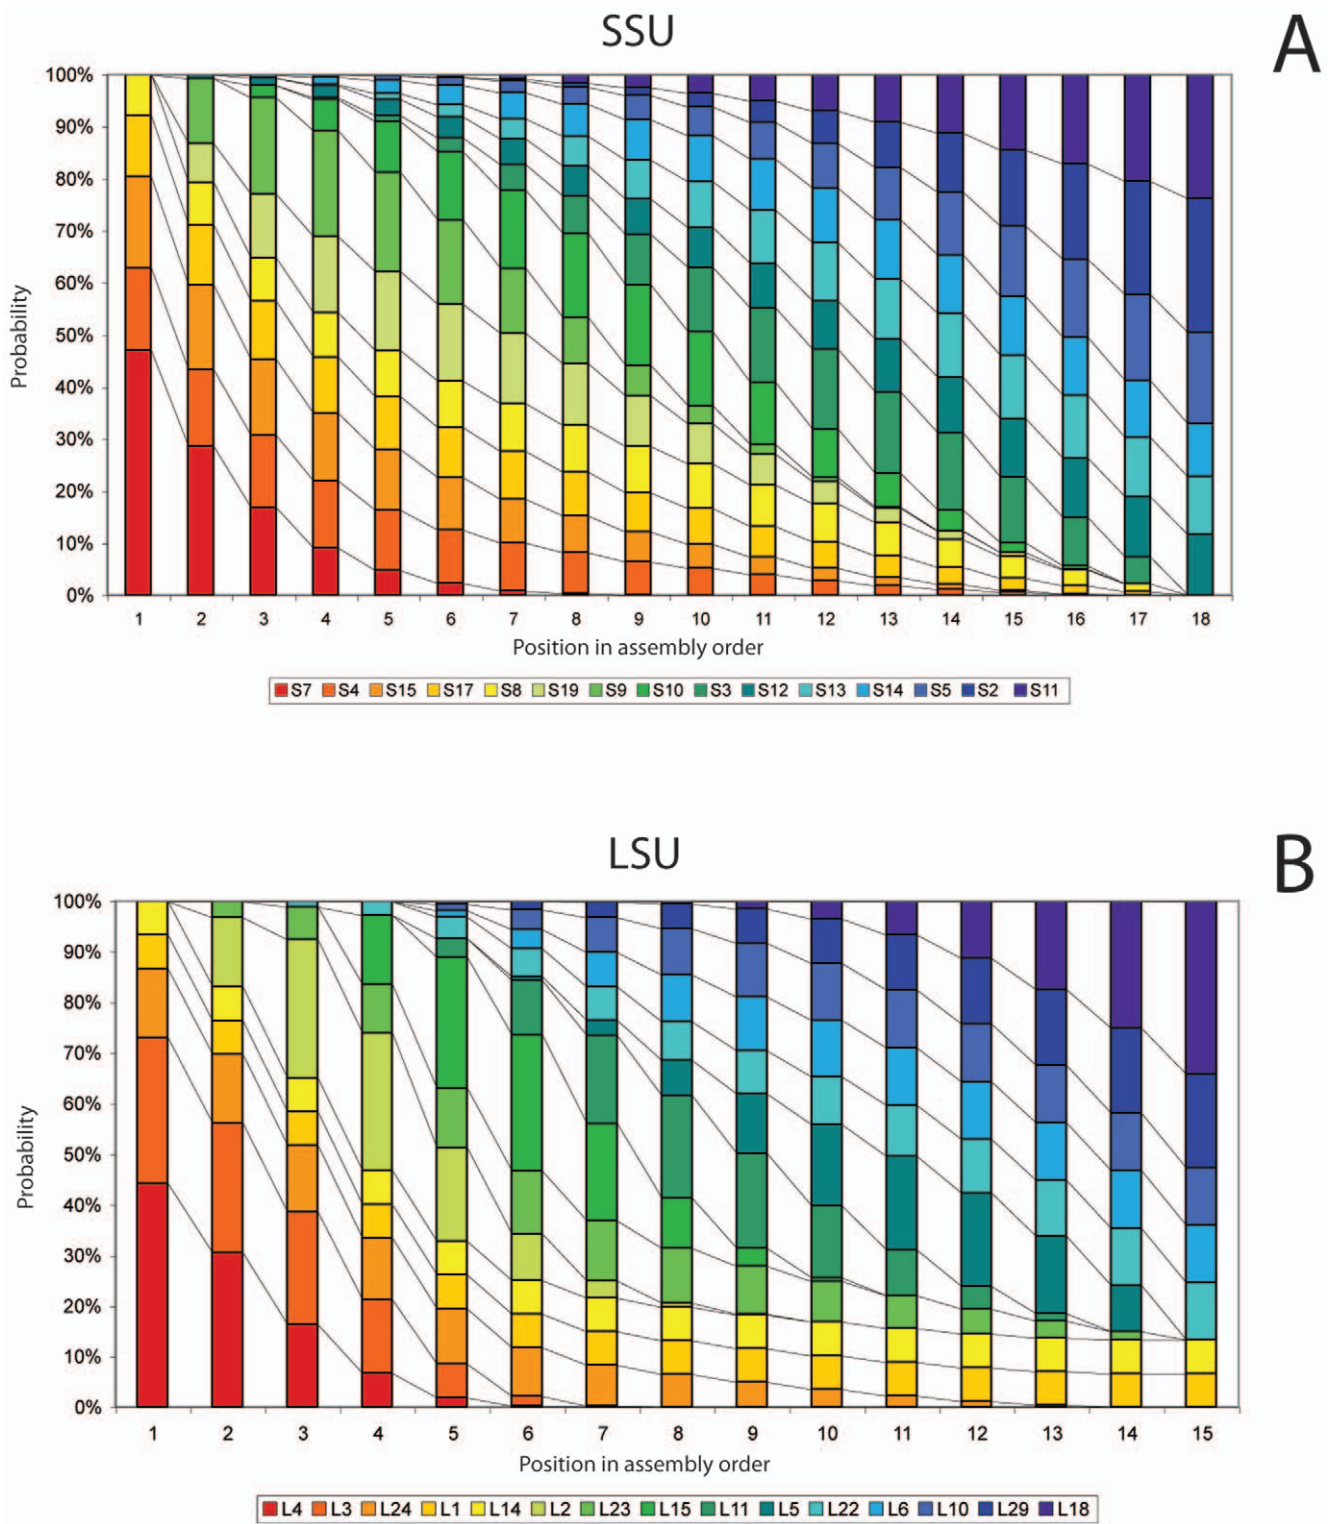 SSU
A
100%
90%
80%
70%
60%
50%
40%
30%
20%
10%
0%
Probability
1 2 3 4 5 6 7 8 9 10 11 12 13 14 15 16 17 18
Position in assembly order
S7 S4 S15 S17 S8 S19 S9 S10 S3 S12 S13 S14 S5 S2 S11
LSU
B
100%
90%
80%
70%
60%
50%
40%
30%
20%
10%
0%
Probability
1 2 3 4 5 6 7 8 9 10 11 12 13 14 15
Position in assembly order
L4 L3 L24 L1 L14 L2 L23 L15 L11 L5 L22 L6 L10 L29 L18